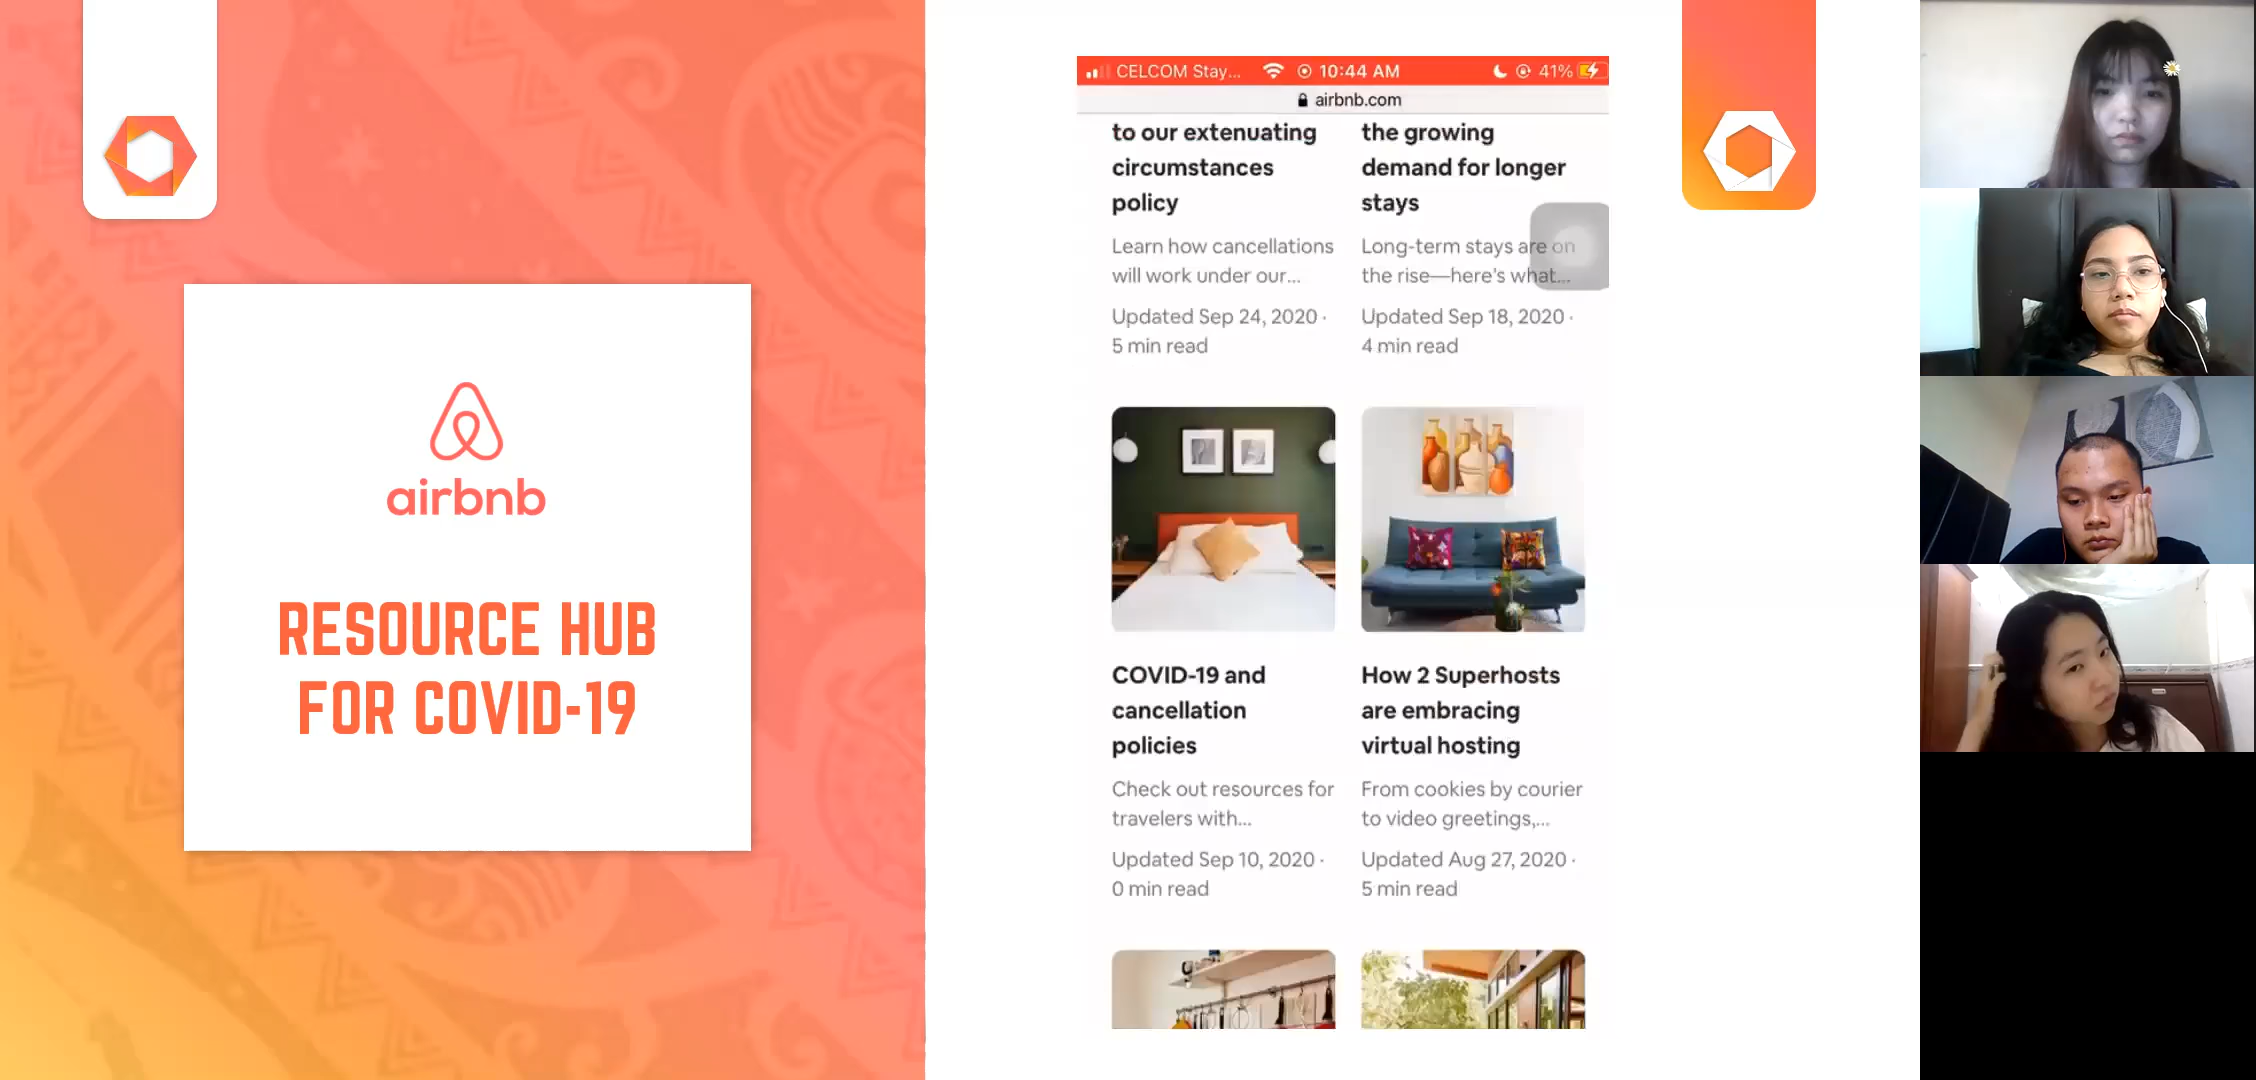 airbnb
RESOURCE HUB
FOR COVID-19
CELCOM Stay... 10:44 AM 41%
airbnb.com
to our extenuating
circumstances
policy
Learn how cancellations
will work under our...
Updated Sep 24, 2020 ·
5 min read
the growing
demand for longer
stays
Long-term stays are on
the rise—here's what...
Updated Sep 18, 2020 ·
4 min read
COVID-19 and
cancellation
policies
Check out resources for
travelers with...
Updated Sep 10, 2020 ·
0 min read
How 2 Superhosts
are embracing
virtual hosting
From cookies by courier
to video greetings,...
Updated Aug 27, 2020 ·
5 min read